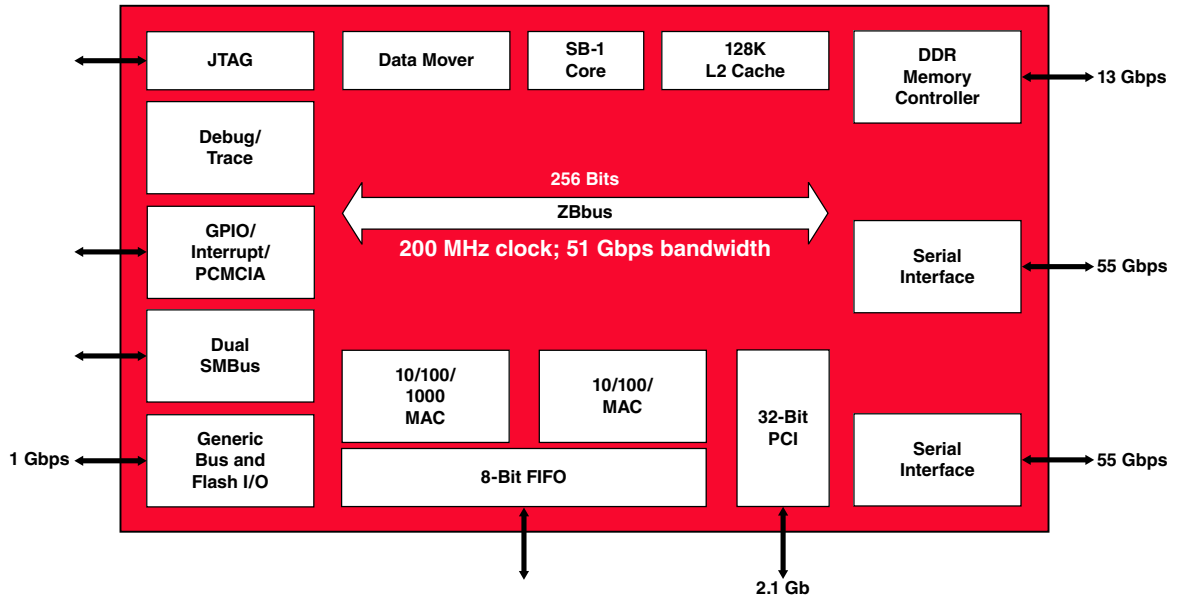 JTAG
Data Mover
SB-1
Core
128K
L2 Cache
DDR
Memory
Controller
13 Gbps
Debug/
Trace
256 Bits
ZBbus
200 MHz clock; 51 Gbps bandwidth
GPIO/
Interrupt/
PCMCIA
Serial
Interface
55 Gbps
Dual
SMBus
10/100/
1000
MAC
10/100/
MAC
32-Bit
PCI
1 Gbps
Generic
Bus and
Flash I/O
8-Bit FIFO
Serial
Interface
55 Gbps
2.1 Gb